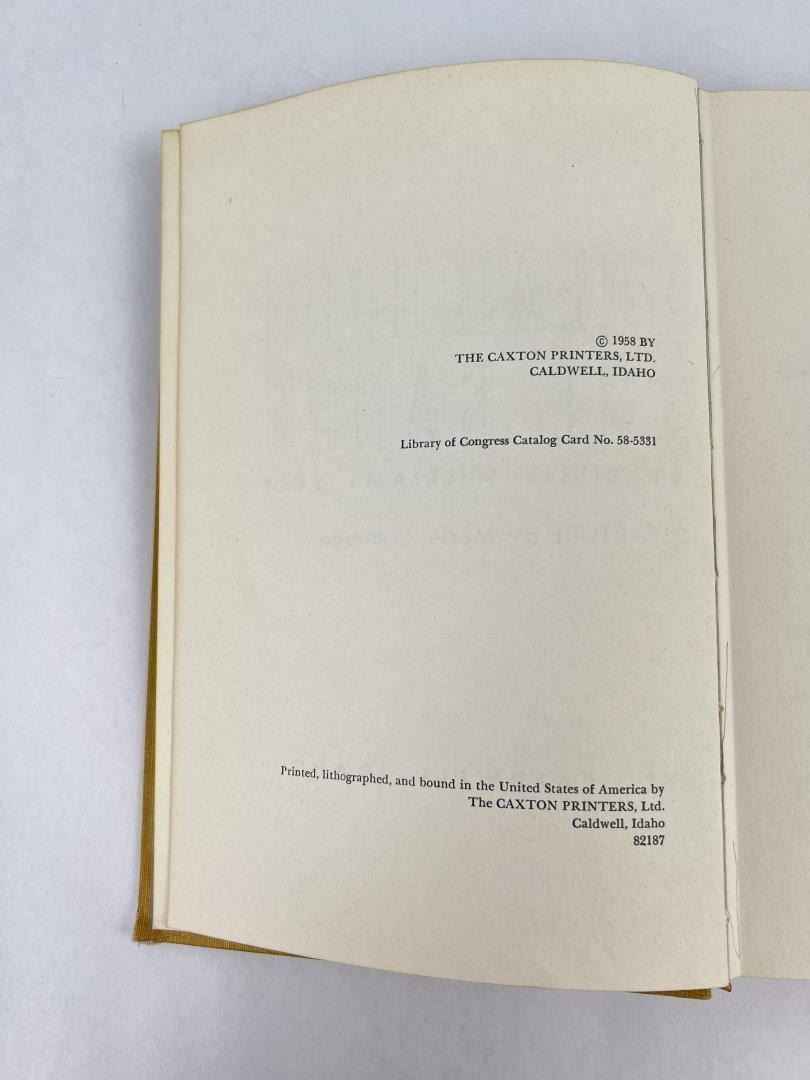 © 1958 BY
THE CAXTON PRINTERS, LTD.
CALDWELL, IDAHO
Library of Congress Catalog Card No. 58-5331
Printed, lithographed, and bound in the United States of America by
The CAXTON PRINTERS, Ltd.
Caldwell, Idaho
82187